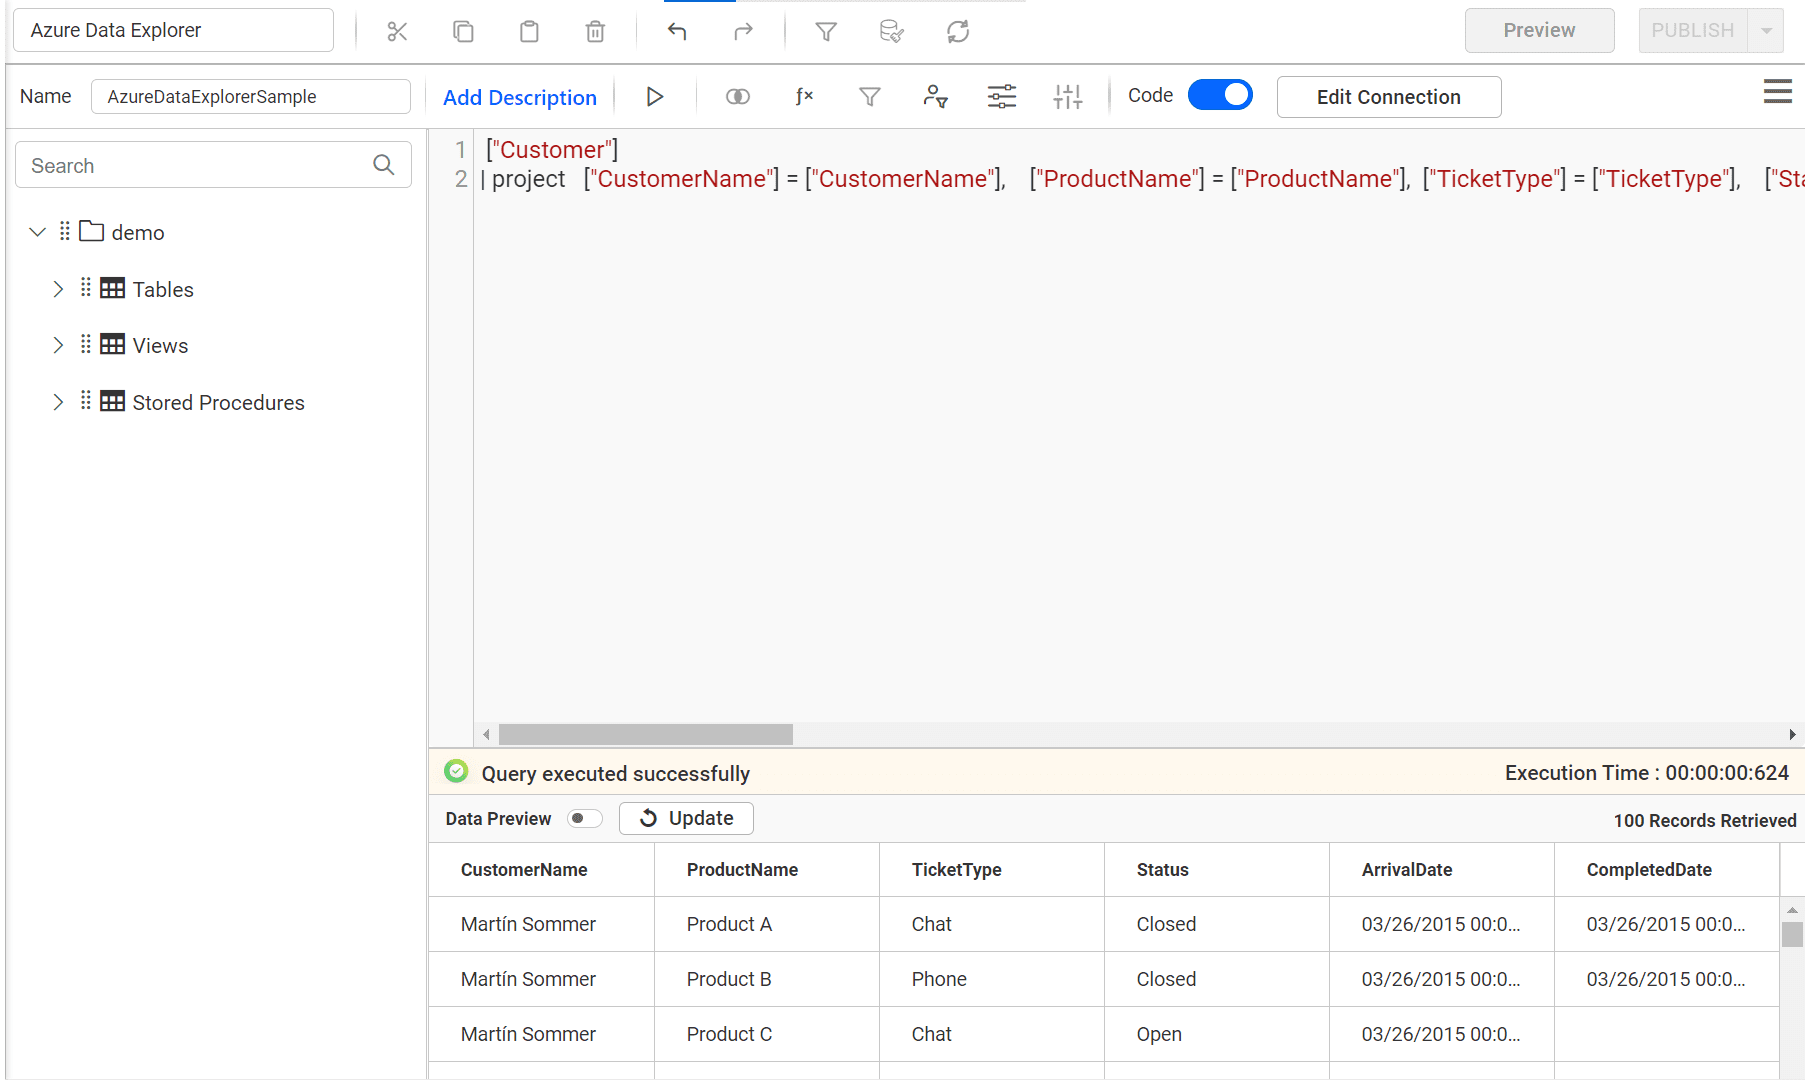 Azure Data Explorer
Preview
PUBLISH
Name
AzureDataExplorerSample
Add Description
ƒ×
Code
Edit Connection
Search
demo
Tables
Views
Stored Procedures
1 ["Customer"]
2 | project ["CustomerName"] = ["CustomerName"], ["ProductName"] = ["ProductName"], ["TicketType"] = ["TicketType"], ["Sta
Query executed successfully
Execution Time : 00:00:00:624
Data Preview
Update
100 Records Retrieved
CustomerName ProductName TicketType Status ArrivalDate CompletedDate
Martín Sommer Product A Chat Closed 03/26/2015 00:0... 03/26/2015 00:0...
Martín Sommer Product B Phone Closed 03/26/2015 00:0... 03/26/2015 00:0...
Martín Sommer Product C Chat Open 03/26/2015 00:0...